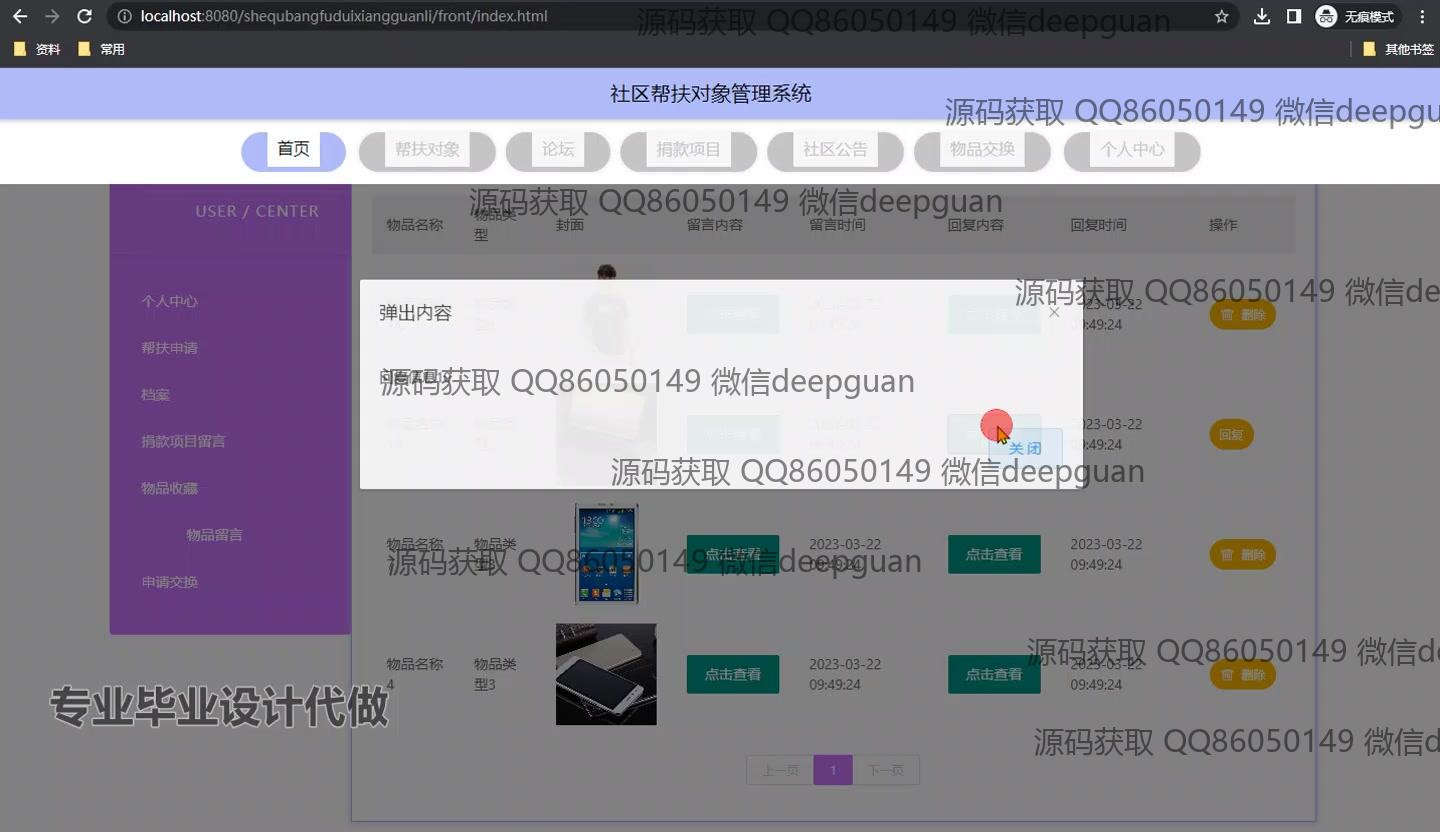 localhost:8080/shequbangfuduixiangguanli/front/index.html
无痕模式
资料 常用 其他书签
源码获取 QQ86050149 微信deepguan
社区帮扶对象管理系统
源码获取 QQ86050149 微信deepgu
首页 帮扶对象 论坛 捐款项目 社区公告 物品交换 个人中心
源码获取 QQ86050149 微信deepguan
USER / CENTER
物品名称 物品类型 封面 留言内容 留言时间 回复内容 回复时间 操作
源码获取 QQ86050149 微信de
个人中心
帮扶申请
档案
捐款项目留言
物品收藏
物品留言
申请交换
弹出内容
×
源码获取 QQ86050149 微信deepguan
关闭
2023-03-22
09:49:24
删除
2023-03-22
09:49:24
回复
源码获取 QQ86050149 微信deepguan
物品名称 物品类 点击查看 2023-03-22 点击查看 2023-03-22 删除
09:49:24 09:49:24
源码获取 QQ86050149 微信deepguan
物品名称 物品类 点击查看 2023-03-22 点击查看 2023-03-22 删除
4 型3 09:49:24 09:49:24
源码获取 QQ86050149 微信de
专业毕业设计代做
源码获取 QQ86050149 微信d
上一页 1 下一页